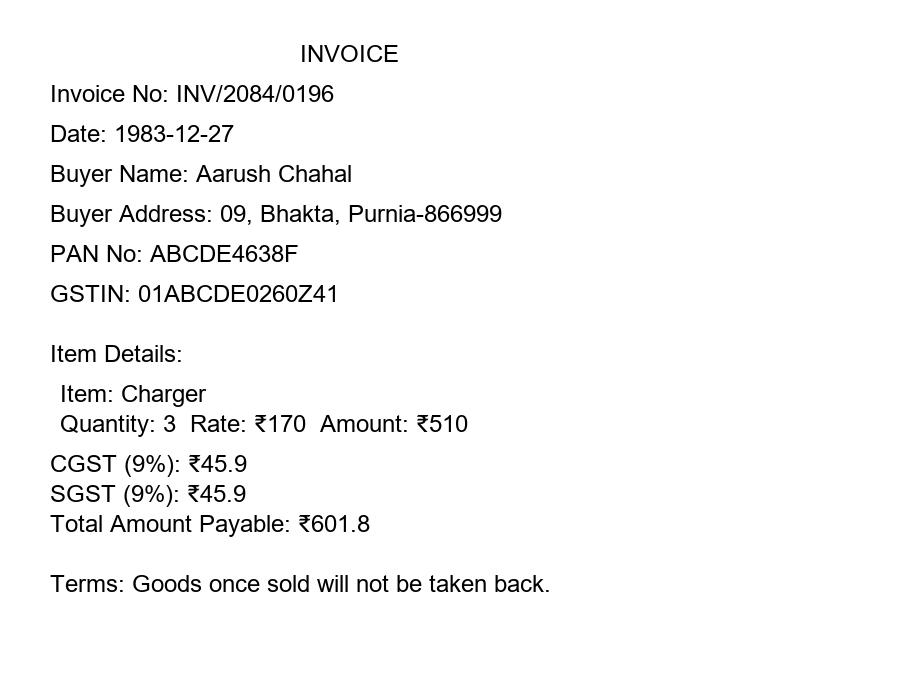 INVOICE
Invoice No: INV/2084/0196
Date: 1983-12-27
Buyer Name: Aarush Chahal
Buyer Address: 09, Bhakta, Purnia-866999
PAN No: ABCDE4638F
GSTIN: 01ABCDE0260Z41
Item Details:
Item: Charger
Quantity: 3  Rate: ₹170  Amount: ₹510
CGST (9%): ₹45.9
SGST (9%): ₹45.9
Total Amount Payable: ₹601.8
Terms: Goods once sold will not be taken back.